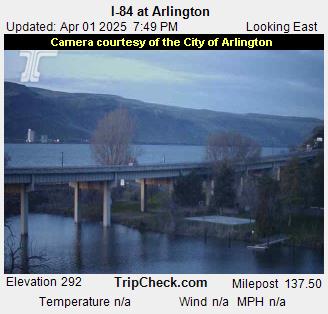 I-84 at Arlington
Updated: Apr 01 2025 7:49 PM Looking East
Camera courtesy of the City of Arlington
Elevation 292 TripCheck.com Milepost 137.50
Temperature n/a Wind n/a MPH n/a